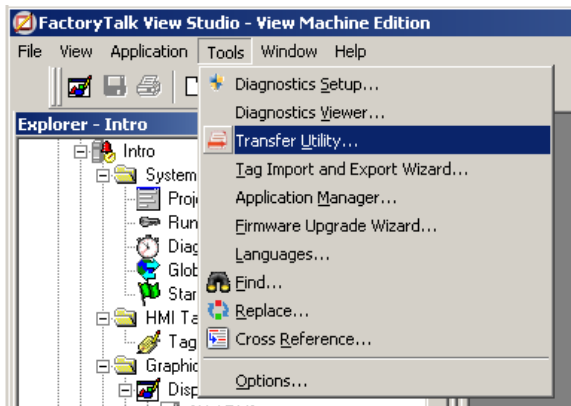 FactoryTalk View Studio - View Machine Edition
File View Application Tools Window Help
Diagnostics Setup...
Diagnostics Viewer...
Explorer - Intro
Transfer Utility...
Intro
Tag Import and Export Wizard...
System
Application Manager...
Proj
Firmware Upgrade Wizard...
Run
Diag
Languages...
Glob
Find...
Star
Replace...
HMI Ta
Cross Reference...
Tag
Graphic
Options...
Disp